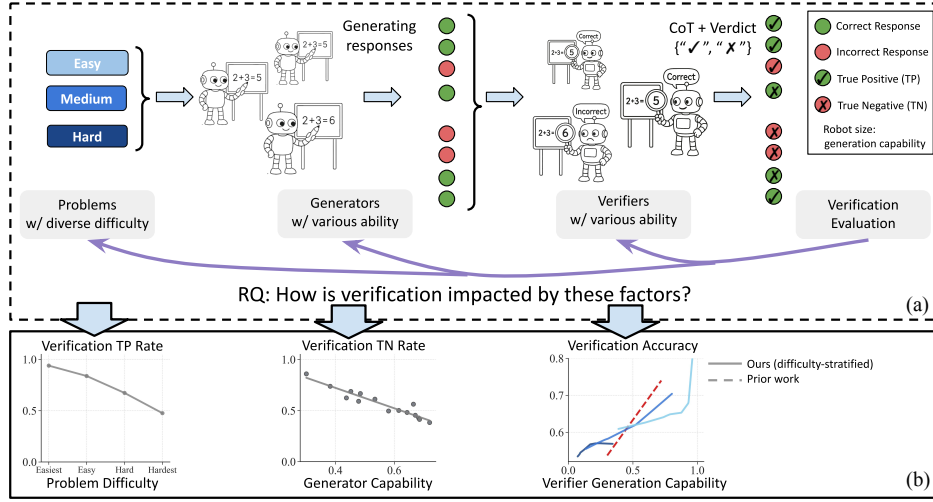 Easy
Medium
Hard
2+3=5
2+3=5
2+3=6
Generating
responses
Correct
2+3= 5
Incorrect
2+3= 6
Correct
2+3= 5
CoT + Verdict
{“✓”, “✗”}
Correct Response
Incorrect Response
True Positive (TP)
True Negative (TN)
Robot size:
generation capability
Problems
w/ diverse difficulty
Generators
w/ various ability
Verifiers
w/ various ability
Verification
Evaluation
RQ: How is verification impacted by these factors?
(a)
Verification TP Rate
1.0
0.5
0.0
Easiest Easy Hard Hardest
Problem Difficulty
Verification TN Rate
1.0
0.5
0.0
0.4 0.6
Generator Capability
Verification Accuracy
0.8
0.7
0.6
0.0 0.5 1.0
Verifier Generation Capability
Ours (difficulty-stratified)
Prior work
(b)